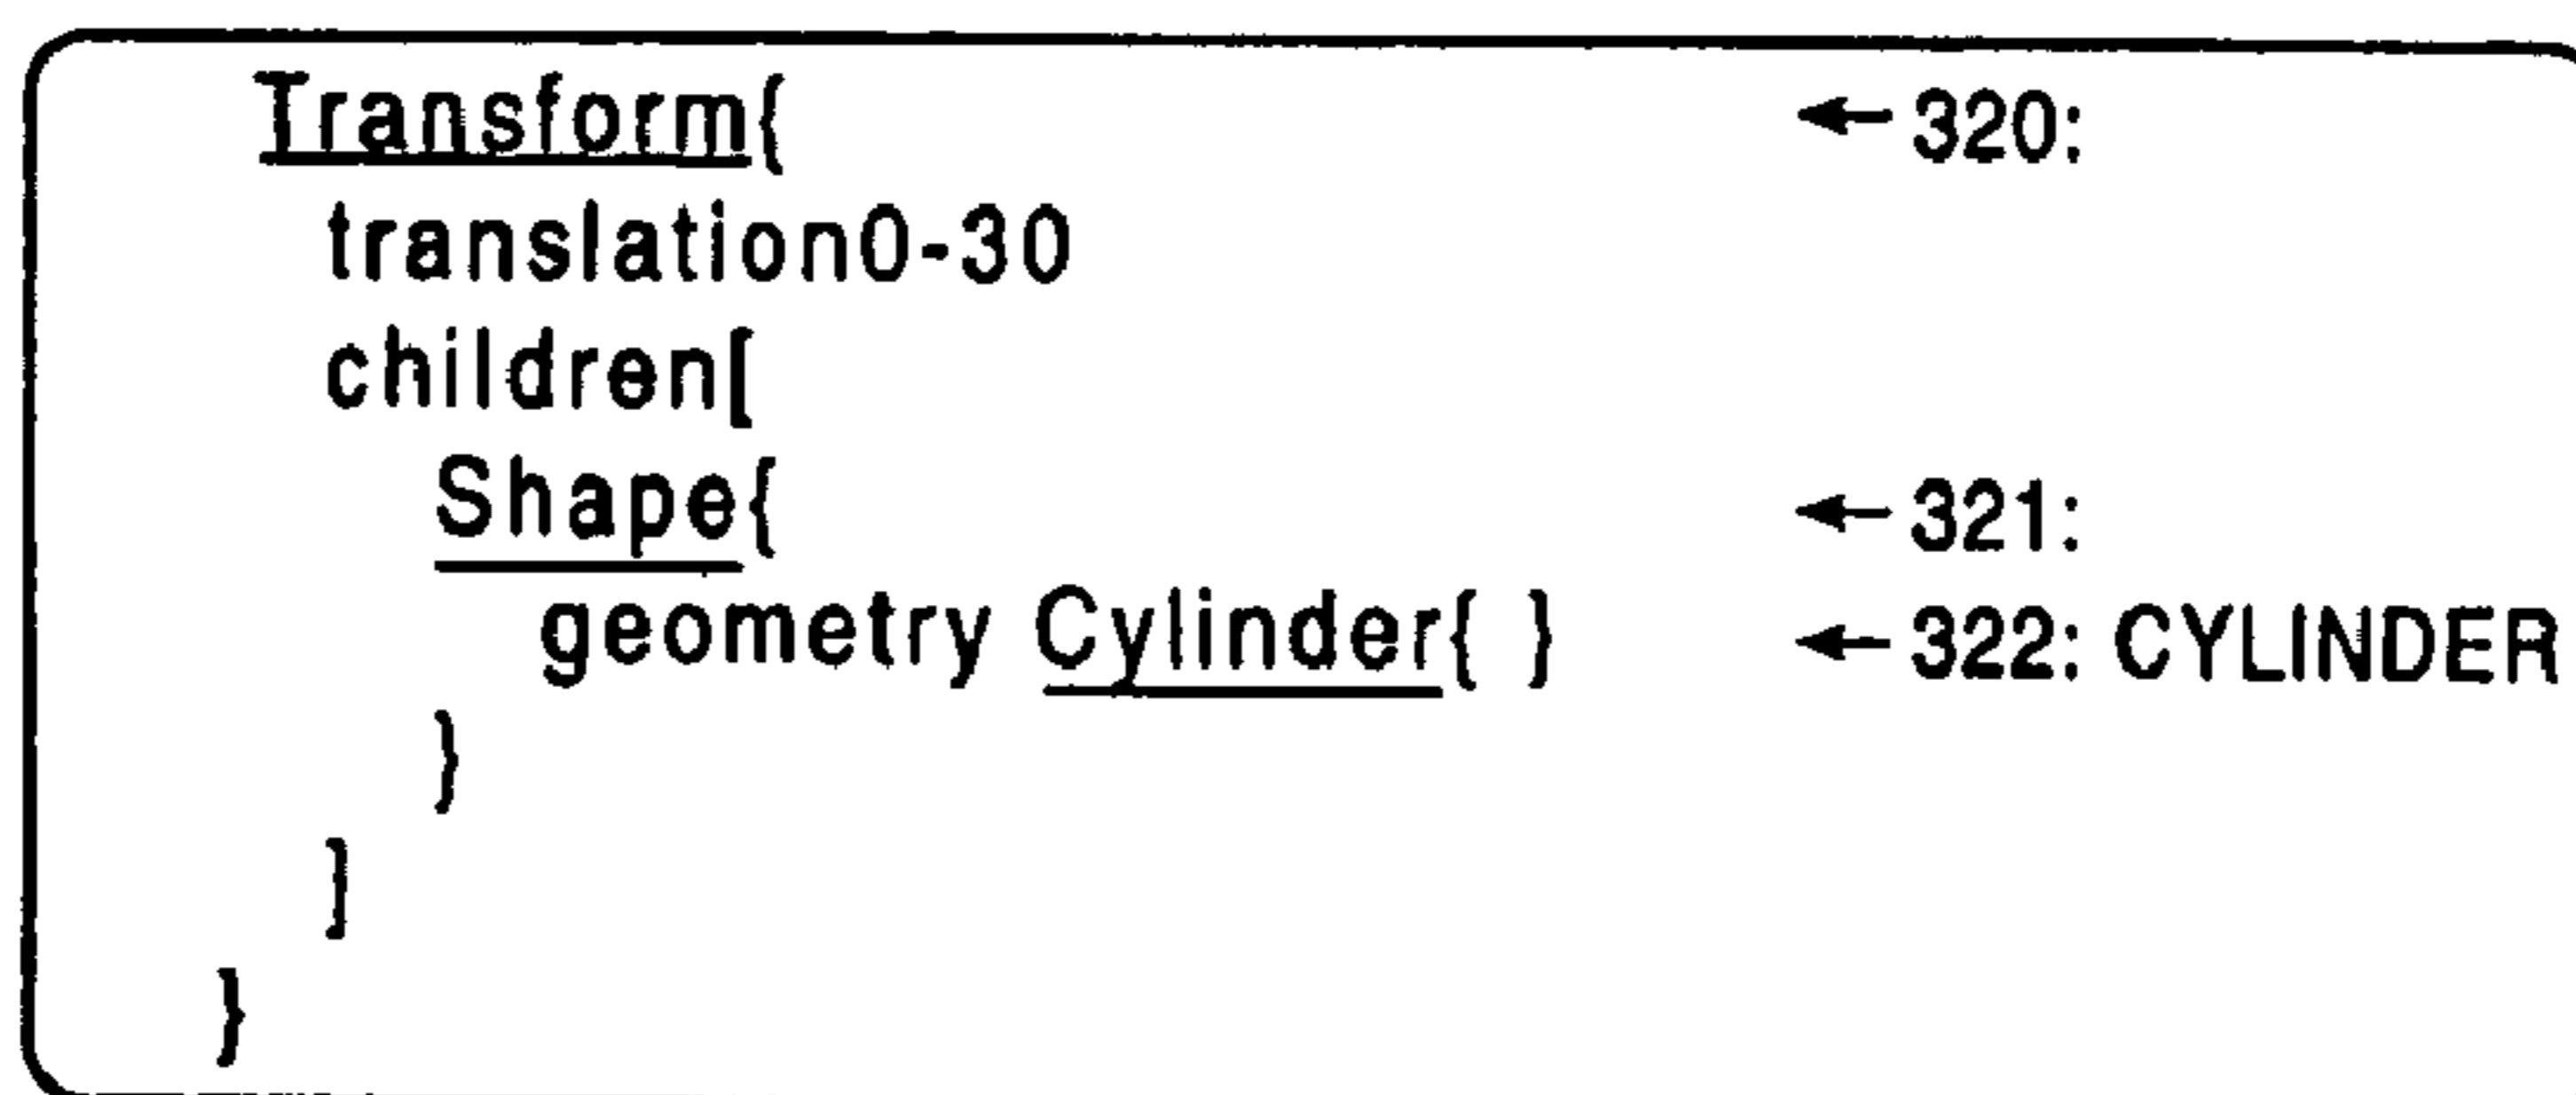 Transform{ ← 320:
translation0-30
children[
Shape{ ← 321:
geometry Cylinder{ } ← 322: CYLINDER
}
]
}